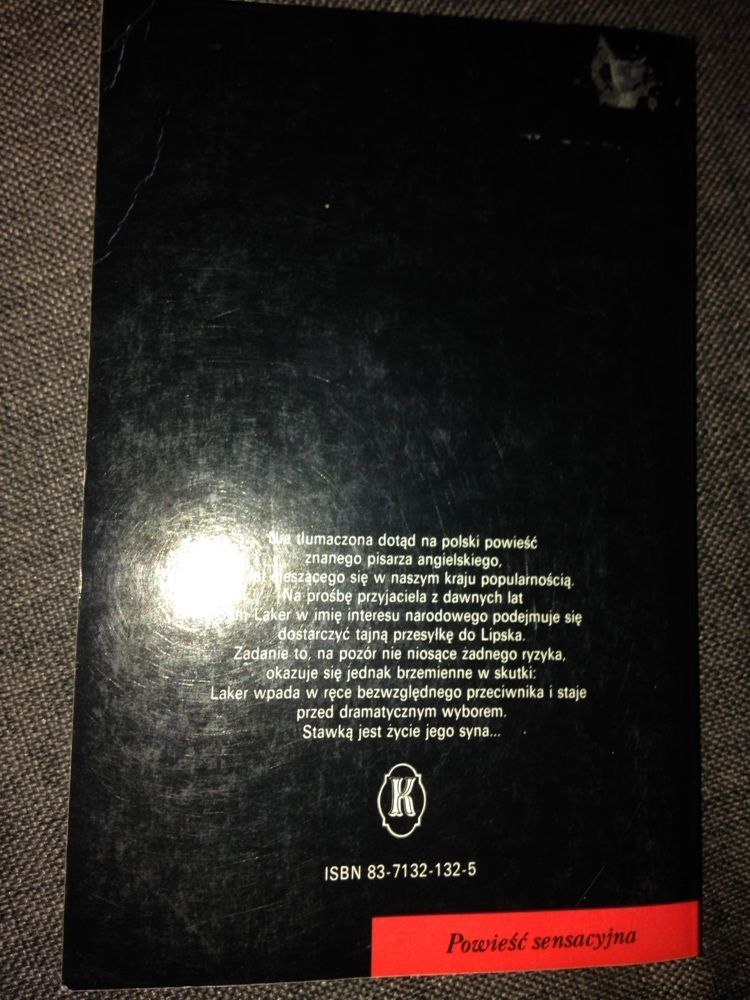 tłumaczona dotąd na polski powieść
znanego pisarza angielskiego,
cieszącego się w naszym kraju popularnością.
Na prośbę przyjaciela z dawnych lat
Laker w imię interesu narodowego podejmuje się
dostarczyć tajną przesyłkę do Lipska.
Zadanie to, na pozór nie niosące żadnego ryzyka,
okazuje się jednak brzemienne w skutki:
Laker wpada w ręce bezwzględnego przeciwnika i staje
przed dramatycznym wyborem.
Stawką jest życie jego syna...
K
ISBN 83-7132-132-5
Powieść sensacyjna